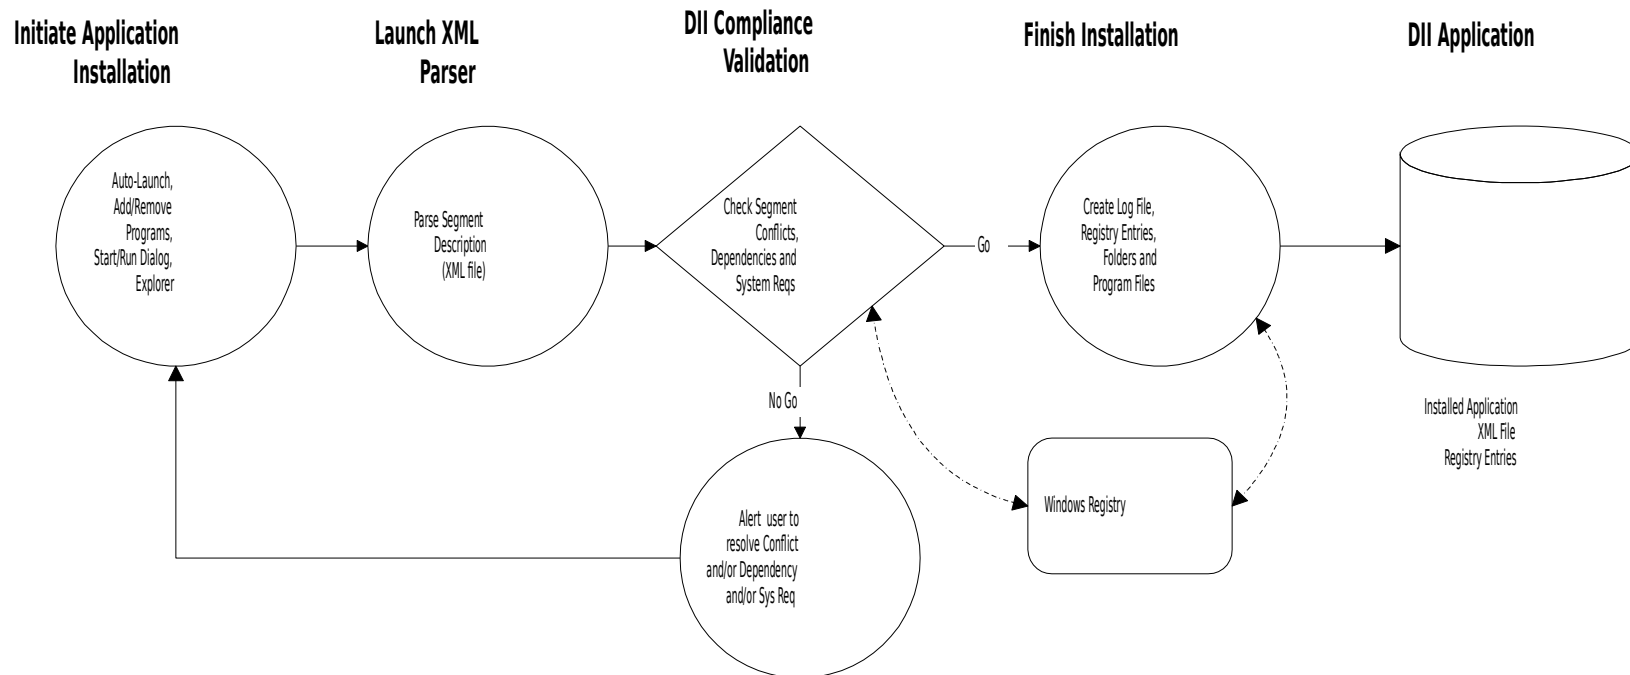 Initiate Application
Installation
Launch XML
Parser
DII Compliance
Validation
Finish Installation
DII Application
Auto-Launch,
Add/Remove
Programs,
Start/Run Dialog,
Explorer
Parse Segment
Description
(XML file)
Check Segment
Conflicts,
Dependencies and
System Reqs
Go
Create Log File,
Registry Entries,
Folders and
Program Files
No Go
Installed Application
XML File
Registry Entries
Windows Registry
Alert user to
resolve Conflict
and/or Dependency
and/or Sys Req